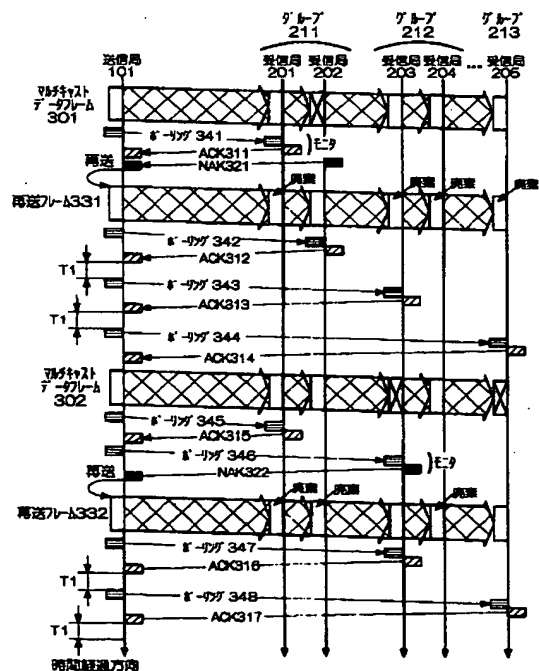 グループ 211
グループ 212
グループ 213
送信局 101
受信局 201
受信局 202
受信局 203
受信局 204
...
受信局 205
マルチキャスト
データフレーム
301
ポーリング 341
ACK311
モニタ
NAK321
再送
廃棄
廃棄
廃棄
廃棄
再送フレーム331
ポーリング 342
ACK312
T1
ポーリング 343
ACK313
T1
ポーリング 344
ACK314
マルチキャスト
データフレーム
302
ポーリング 345
ACK315
ポーリング 346
モニタ
NAK322
再送
廃棄
廃棄
廃棄
再送フレーム332
ポーリング 347
ACK316
T1
ポーリング 348
ACK317
T1
時間経過方向